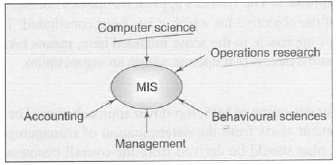 Computer science
Operations research
MIS
Accounting
Behavioural sciences
Management